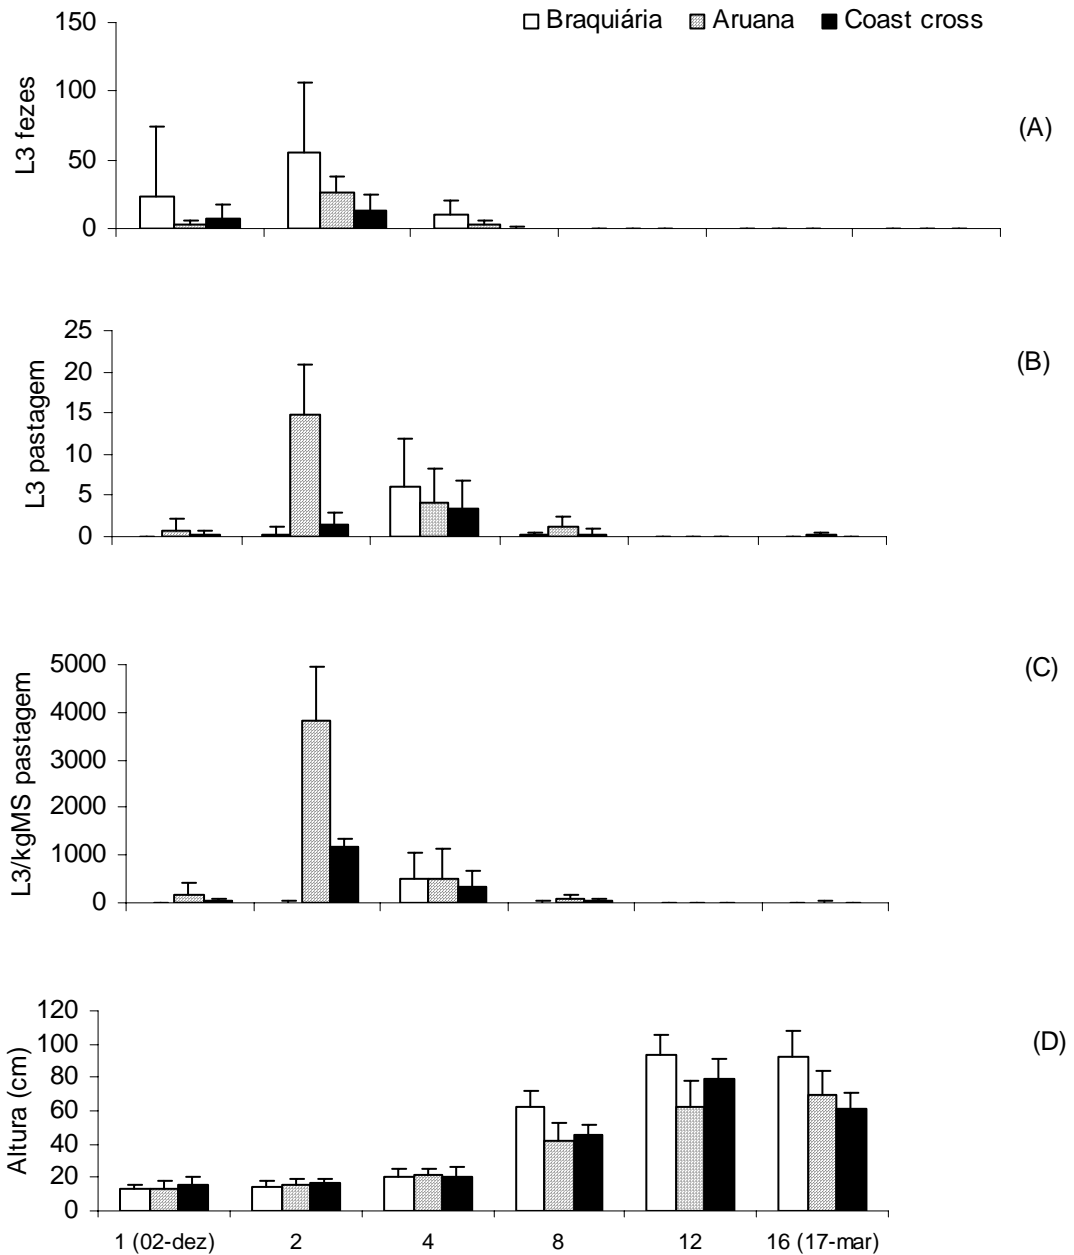 Braquiária Aruana Coast cross
150
100
50
0
L3 fezes
(A)
25
20
15
10
5
0
L3 pastagem
(B)
5000
4000
3000
2000
1000
0
L3/kgMS pastagem
(C)
120
100
80
60
40
20
0
Altura (cm)
(D)
1 (02-dez) 2 4 8 12 16 (17-mar)